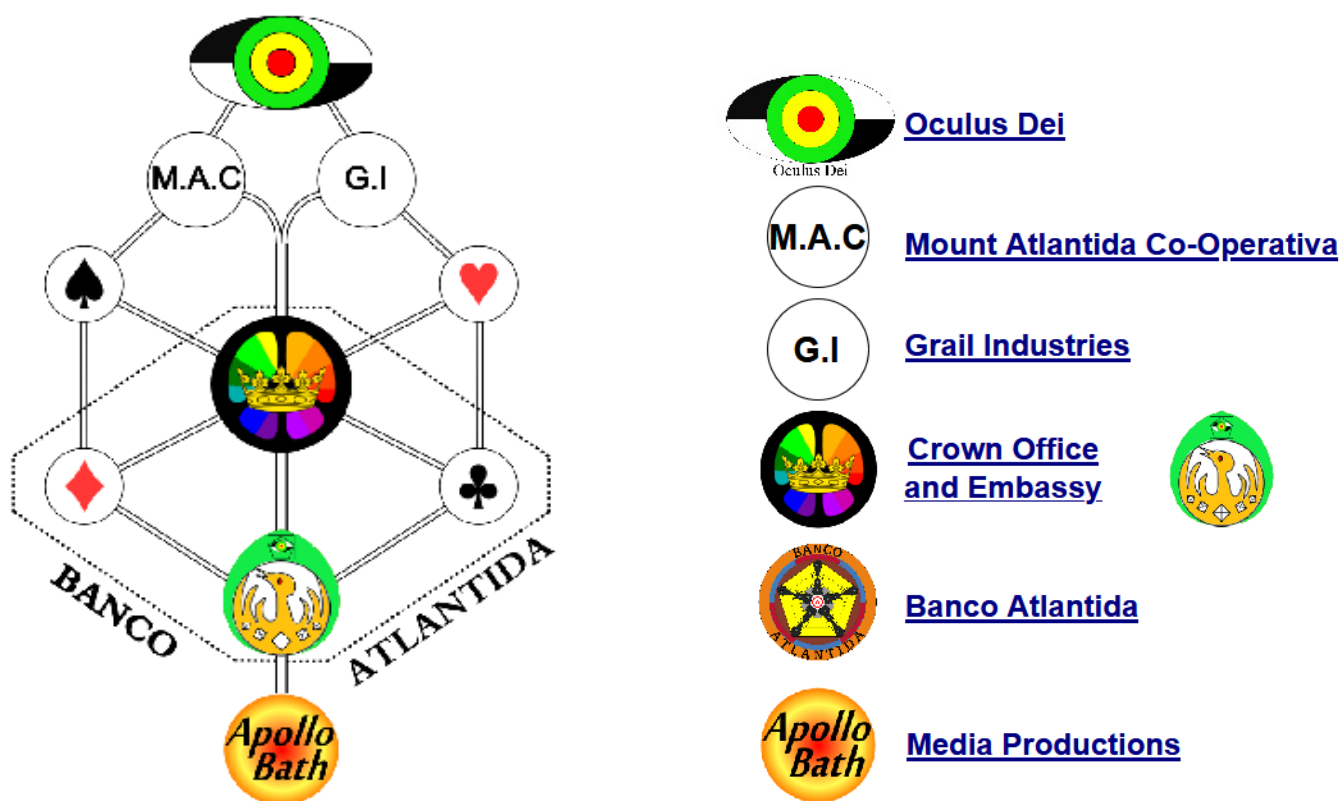 M.A.C
G.I
BANCO
ATLANTIDA
Apollo
Bath
Oculus Dei
Oculus Dei
M.A.C
Mount Atlantida Co-Operativa
G.I
Grail Industries
Crown Office
and Embassy
BANCO
ATLANTIDA
Banco Atlantida
Apollo
Bath
Media Productions